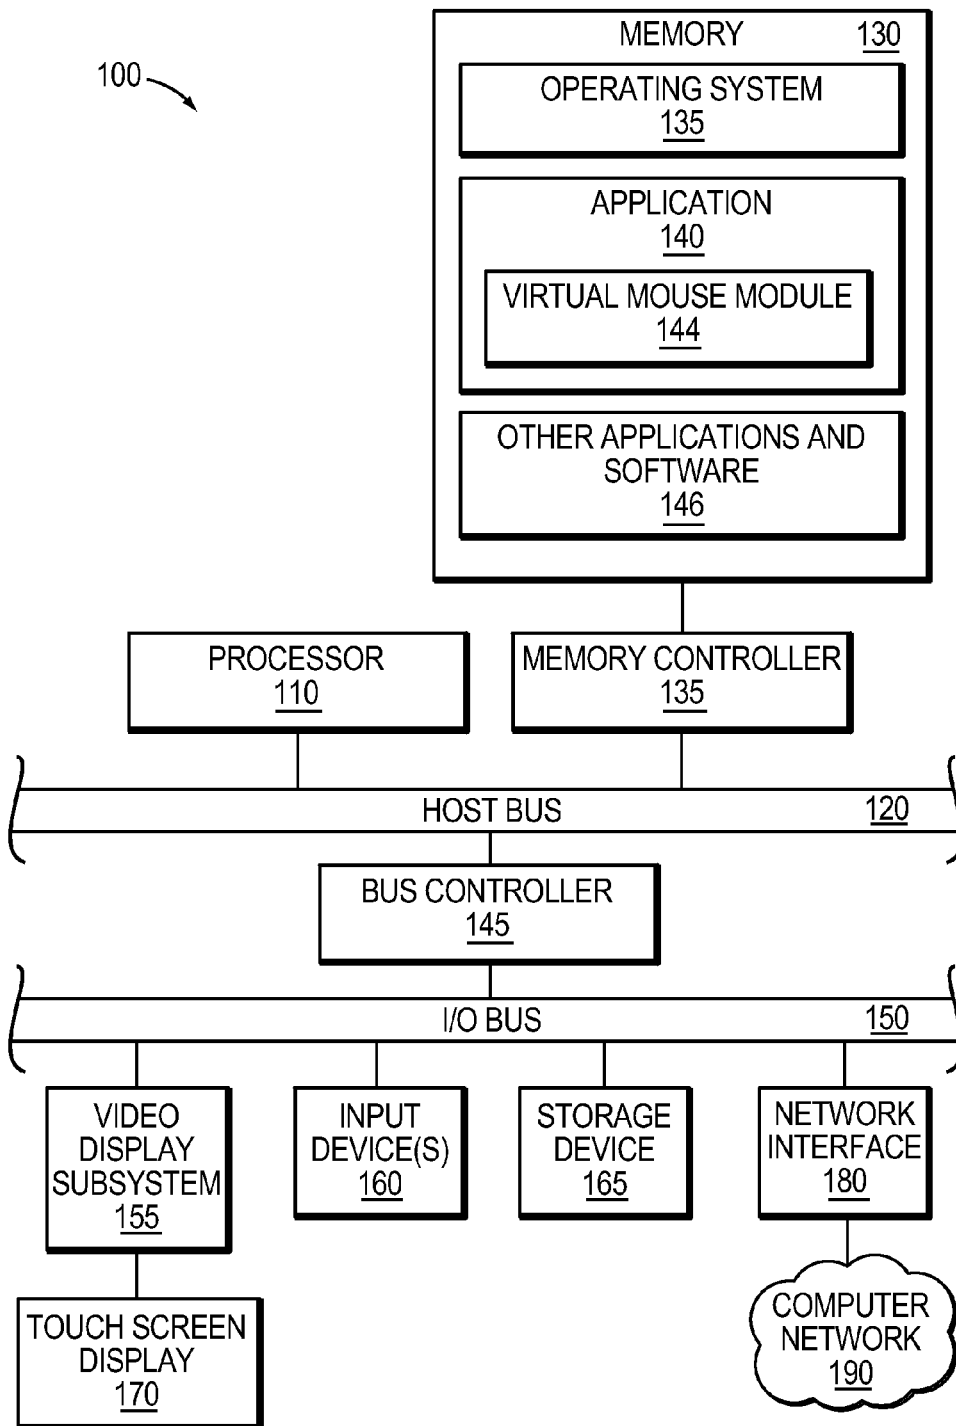 100
MEMORY 130
OPERATING SYSTEM
135
APPLICATION
140
VIRTUAL MOUSE MODULE
144
OTHER APPLICATIONS AND
SOFTWARE
146
PROCESSOR
110
MEMORY CONTROLLER
135
HOST BUS 120
BUS CONTROLLER
145
I/O BUS 150
VIDEO
DISPLAY
SUBSYSTEM
155
INPUT
DEVICE(S)
160
STORAGE
DEVICE
165
NETWORK
INTERFACE
180
TOUCH SCREEN
DISPLAY
170
COMPUTER
NETWORK
190